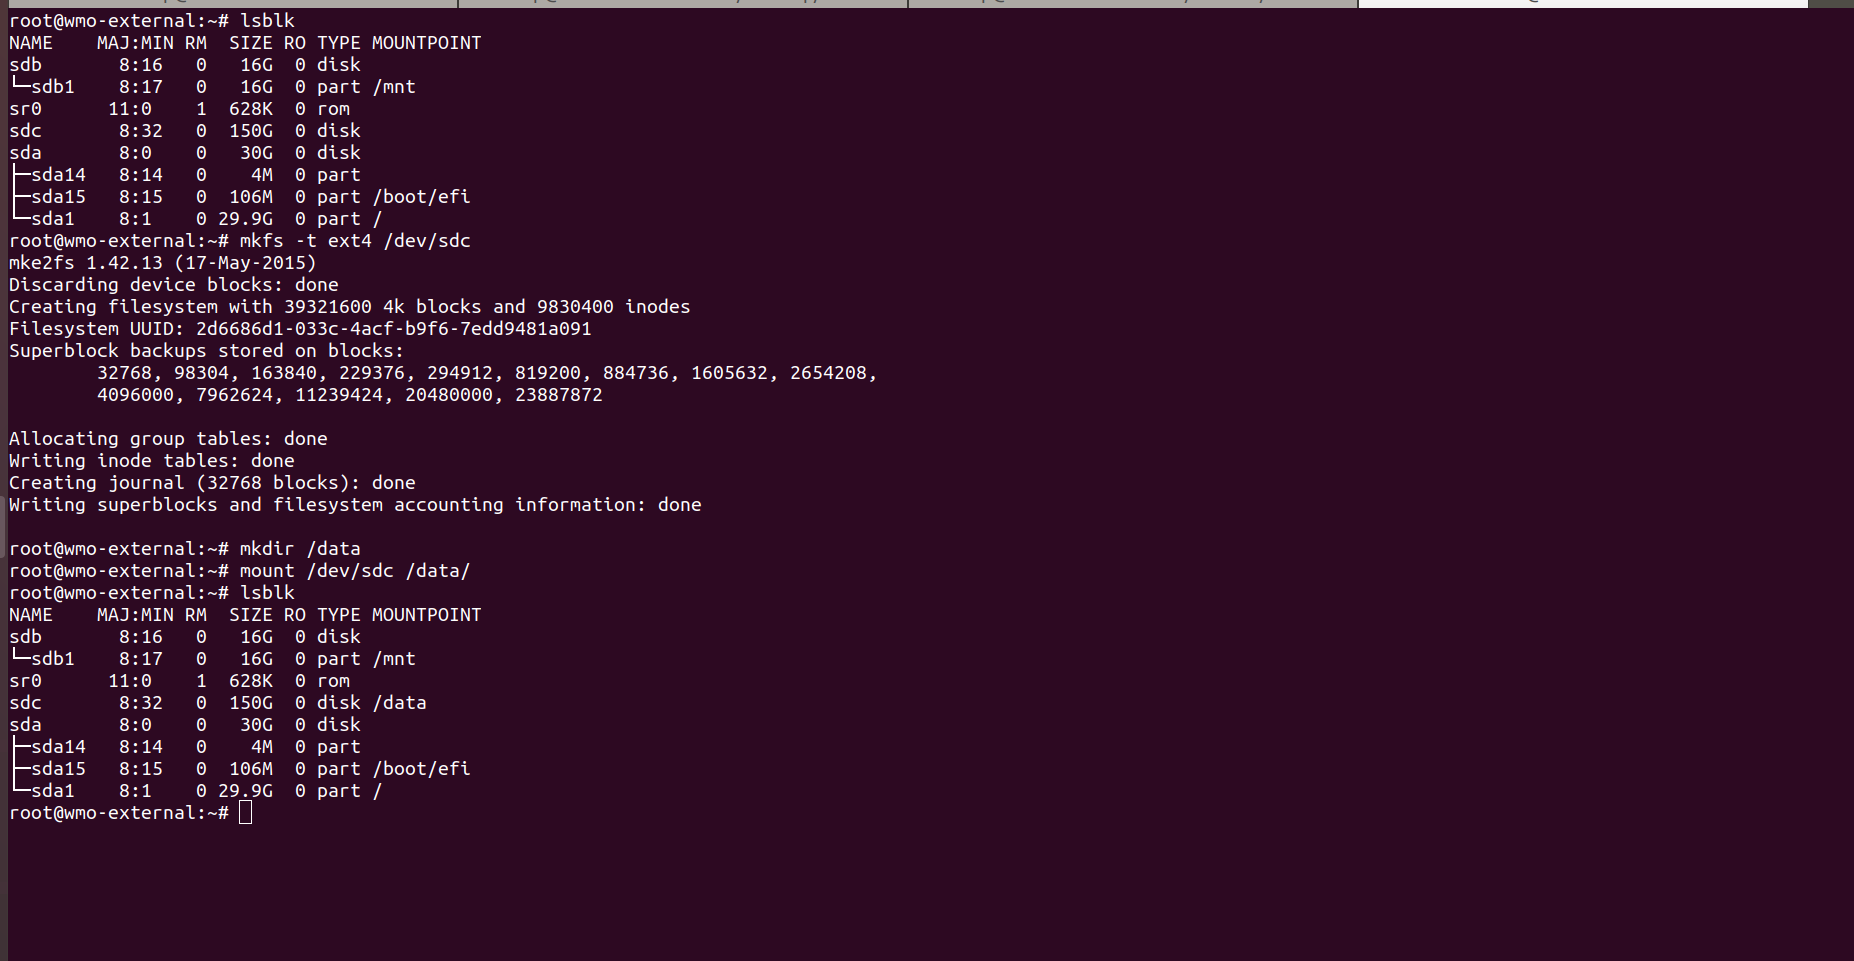 root@wmo-external:~# lsblk
NAME    MAJ:MIN RM   SIZE RO TYPE MOUNTPOINT
sdb       8:16   0    16G  0 disk
└─sdb1    8:17   0    16G  0 part /mnt
sr0      11:0    1   628K  0 rom
sdc       8:32   0   150G  0 disk
sda       8:0    0    30G  0 disk
├─sda14   8:14   0     4M  0 part
├─sda15   8:15   0   106M  0 part /boot/efi
└─sda1    8:1    0 29.9G  0 part /
root@wmo-external:~# mkfs -t ext4 /dev/sdc
mke2fs 1.42.13 (17-May-2015)
Discarding device blocks: done
Creating filesystem with 39321600 4k blocks and 9830400 inodes
Filesystem UUID: 2d6686d1-033c-4acf-b9f6-7edd9481a091
Superblock backups stored on blocks:
        32768, 98304, 163840, 229376, 294912, 819200, 884736, 1605632, 2654208,
        4096000, 7962624, 11239424, 20480000, 23887872

Allocating group tables: done
Writing inode tables: done
Creating journal (32768 blocks): done
Writing superblocks and filesystem accounting information: done

root@wmo-external:~# mkdir /data
root@wmo-external:~# mount /dev/sdc /data/
root@wmo-external:~# lsblk
NAME    MAJ:MIN RM   SIZE RO TYPE MOUNTPOINT
sdb       8:16   0    16G  0 disk
└─sdb1    8:17   0    16G  0 part /mnt
sr0      11:0    1   628K  0 rom
sdc       8:32   0   150G  0 disk /data
sda       8:0    0    30G  0 disk
├─sda14   8:14   0     4M  0 part
├─sda15   8:15   0   106M  0 part /boot/efi
└─sda1    8:1    0 29.9G  0 part /
root@wmo-external:~#